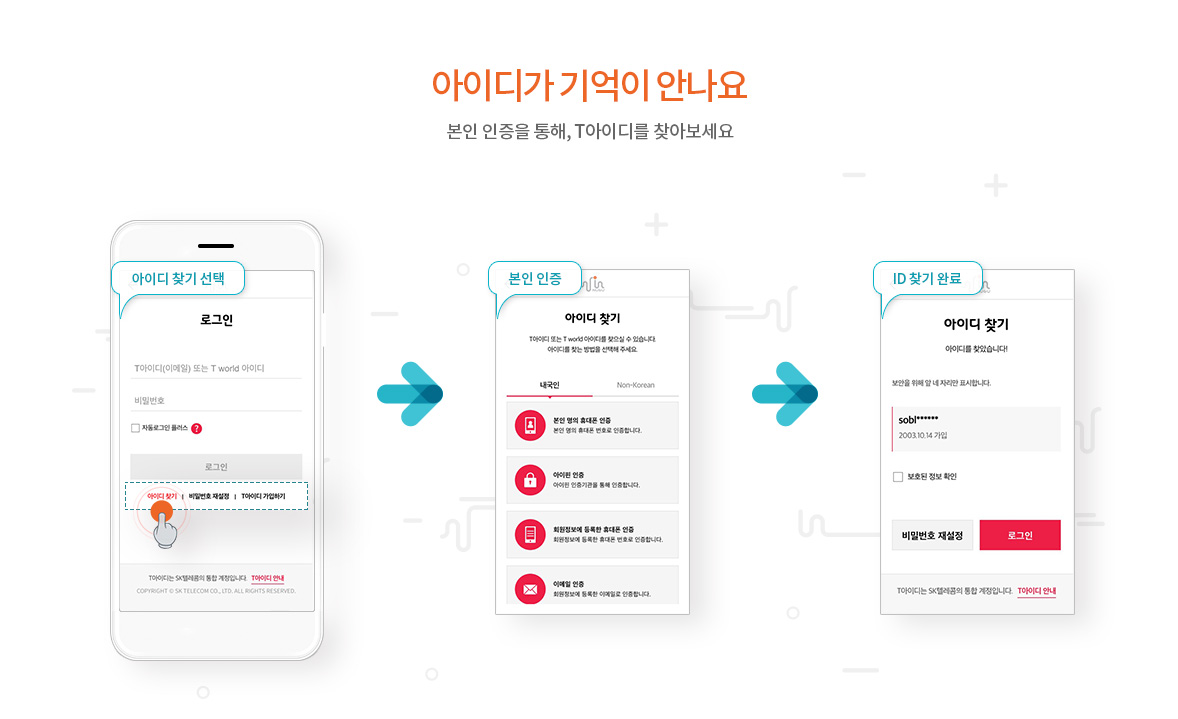 아이디가 기억이 안나요
본인 인증을 통해, T아이디를 찾아보세요
아이디 찾기 선택
로그인
T아이디(이메일) 또는 T world 아이디
비밀번호
자동로그인 플러스 ?
로그인
아이디 찾기 | 비밀번호 재설정 | T아이디 가입하기
T아이디는 SK텔레콤의 통합 계정입니다. T아이디 안내
COPYRIGHT © SK TELECOM CO., LTD. ALL RIGHTS RESERVED.
본인 인증
아이디 찾기
T아이디 또는 T world 아이디를 찾으실 수 있습니다.
아이디를 찾는 방법을 선택해 주세요.
내국인 Non-Korean
본인 명의 휴대폰 인증
본인 명의 휴대폰 번호로 인증합니다.
아이핀 인증
아이핀 인증기관을 통해 인증합니다.
회원정보에 등록한 휴대폰 인증
회원정보에 등록한 휴대폰 번호로 인증합니다.
이메일 인증
회원정보에 등록한 이메일로 인증합니다.
ID 찾기 완료
아이디 찾기
아이디를 찾았습니다!
보안을 위해 앞 네 자리만 표시합니다.
sobl******
2003.10.14 가입
보호된 정보 확인
비밀번호 재설정 로그인
T아이디는 SK텔레콤의 통합 계정입니다. T아이디 안내